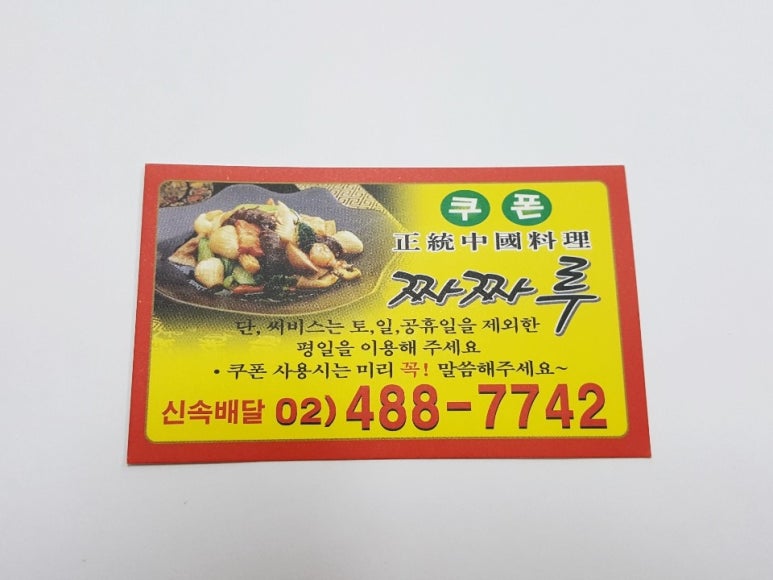 쿠폰
正統中國料理
짜짜루
단, 써비스는 토,일,공휴일을 제외한
평일을 이용해 주세요
• 쿠폰 사용시는 미리 꼭! 말씀해주세요~
신속배달 02) 488-7742